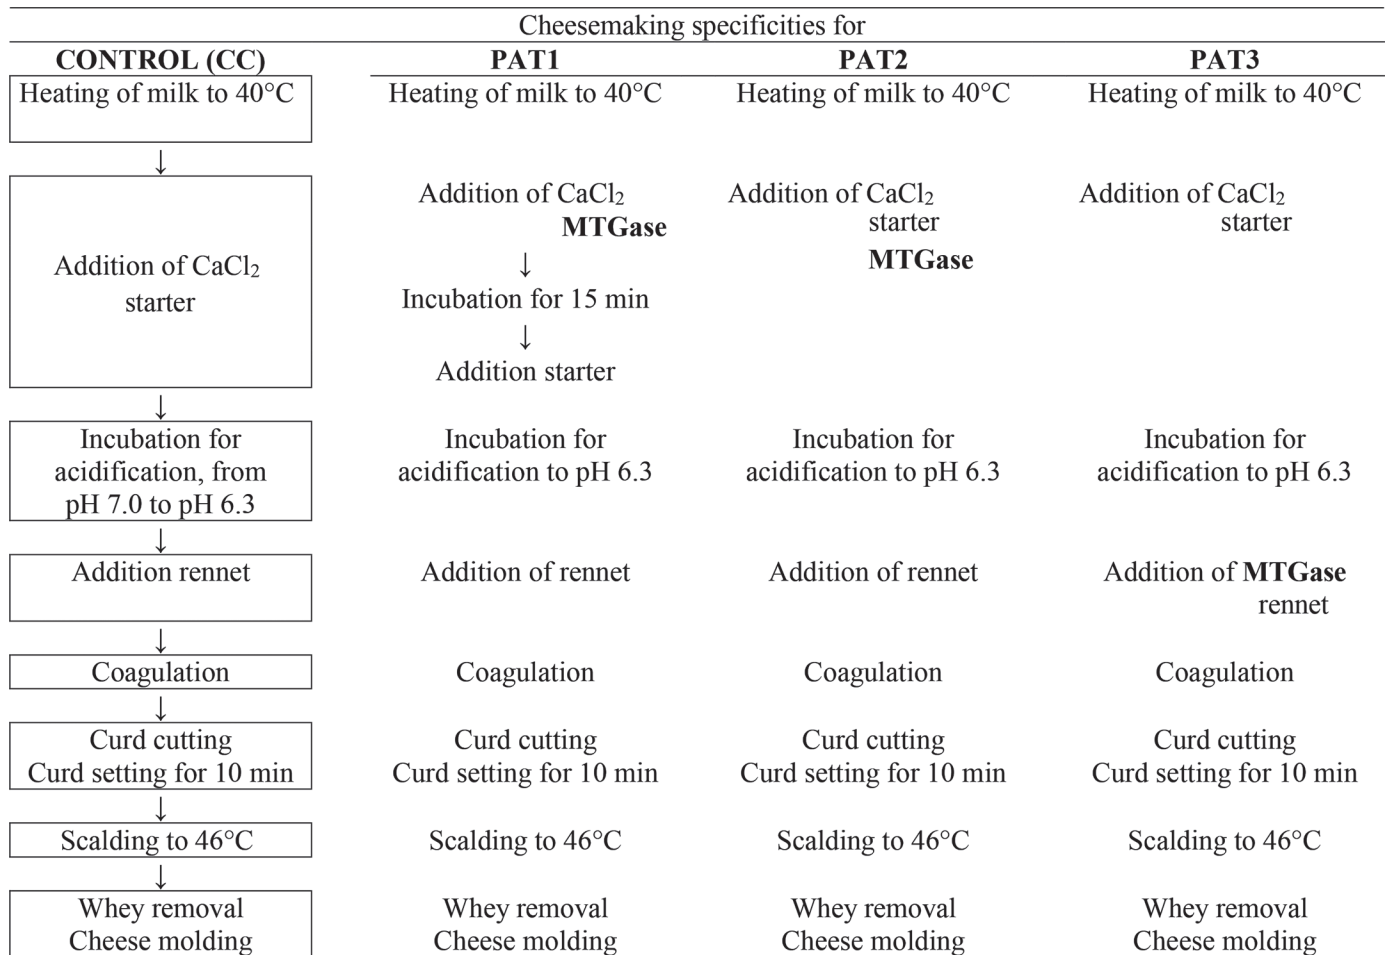 Cheesemaking specificities for
CONTROL (CC) PAT1 PAT2 PAT3
Heating of milk to 40°C Heating of milk to 40°C Heating of milk to 40°C Heating of milk to 40°C
↓
Addition of CaCl₂ Addition of CaCl₂ Addition of CaCl₂
starter starter
MTGase
MTGase
↓
Addition of CaCl₂
Incubation for 15 min
starter
↓
Addition starter
↓
Incubation for Incubation for Incubation for Incubation for
acidification, from acidification to pH 6.3 acidification to pH 6.3 acidification to pH 6.3
pH 7.0 to pH 6.3
↓
Addition rennet Addition of rennet Addition of rennet Addition of MTGase
rennet
↓
Coagulation Coagulation Coagulation Coagulation
↓
Curd cutting Curd cutting Curd cutting Curd cutting
Curd setting for 10 min Curd setting for 10 min Curd setting for 10 min Curd setting for 10 min
↓
Scalding to 46°C Scalding to 46°C Scalding to 46°C Scalding to 46°C
↓
Whey removal Whey removal Whey removal Whey removal
Cheese molding Cheese molding Cheese molding Cheese molding